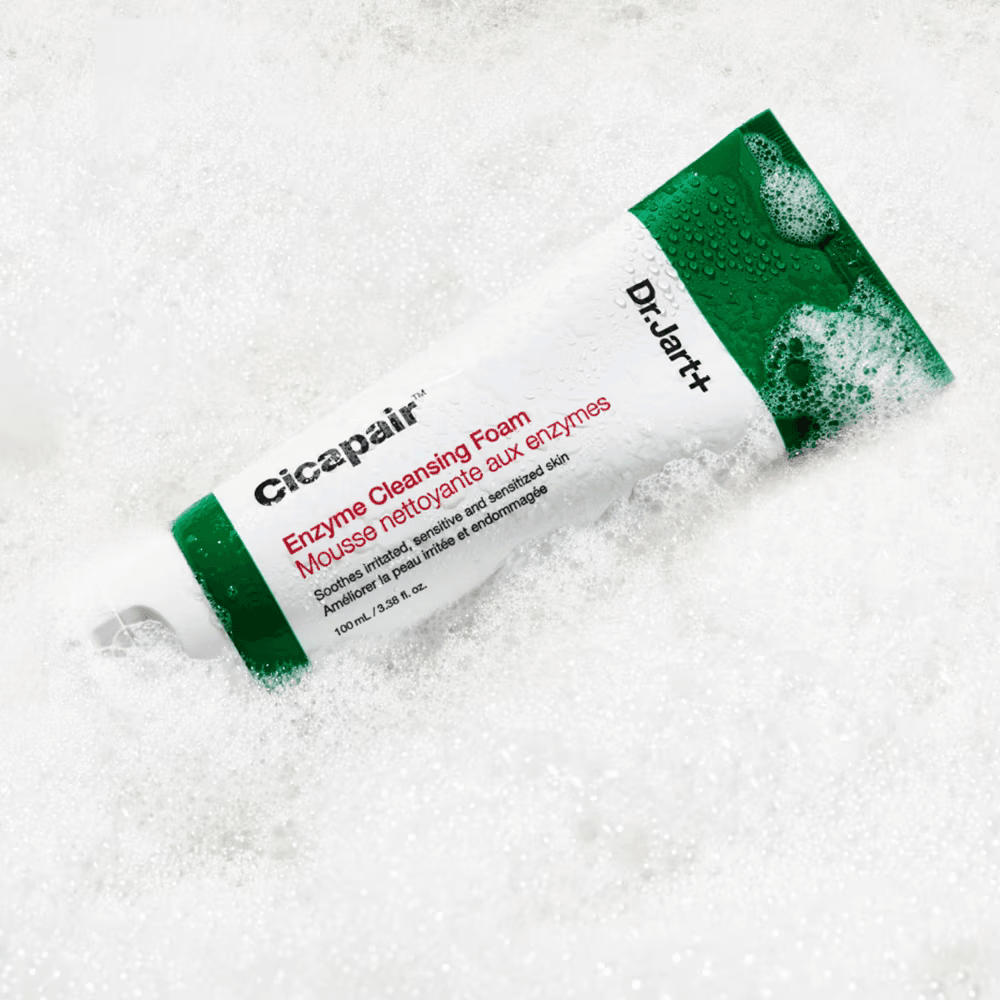 Dr.Jart+
Cicapair™
Enzyme Cleansing Foam
Mousse nettoyante aux enzymes
Soothes irritated, sensitive and sensitized skin
Améliorer la peau irritée et endommagée
100 mL / 3.38 fl. oz.